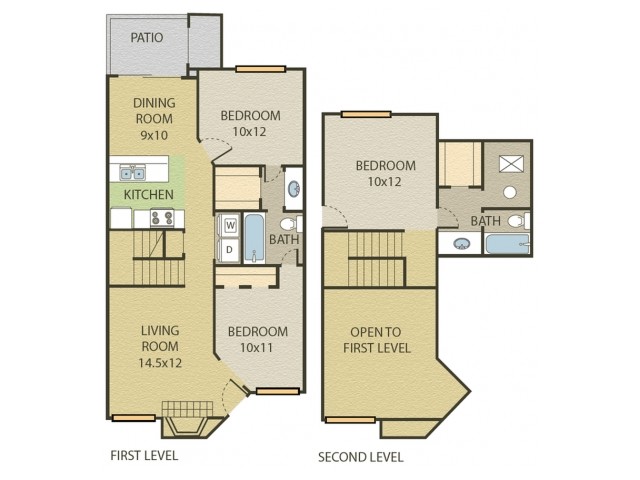 PATIO
DINING
ROOM
9x10
BEDROOM
10x12
KITCHEN
W
D
BATH
LIVING
ROOM
14.5x12
BEDROOM
10x11
FIRST LEVEL
BEDROOM
10x12
BATH
OPEN TO
FIRST LEVEL
SECOND LEVEL